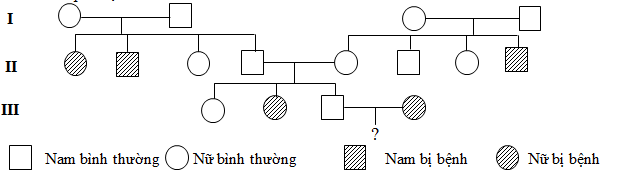 I
II
III
?
Nam bình thường Nữ bình thường Nam bị bệnh Nữ bị bệnh